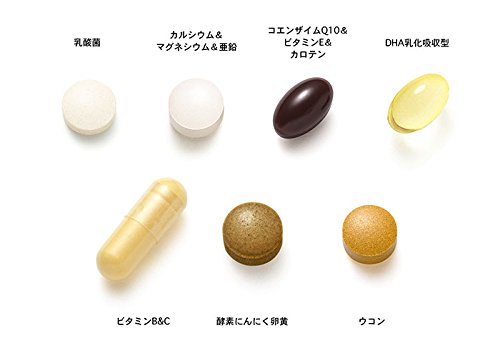 乳酸菌
カルシウム&
マグネシウム&亜鉛
コエンザイムQ10&
ビタミンE&
カロテン
DHA乳化吸収型
ビタミンB&C
酵素にんにく卵黄
ウコン